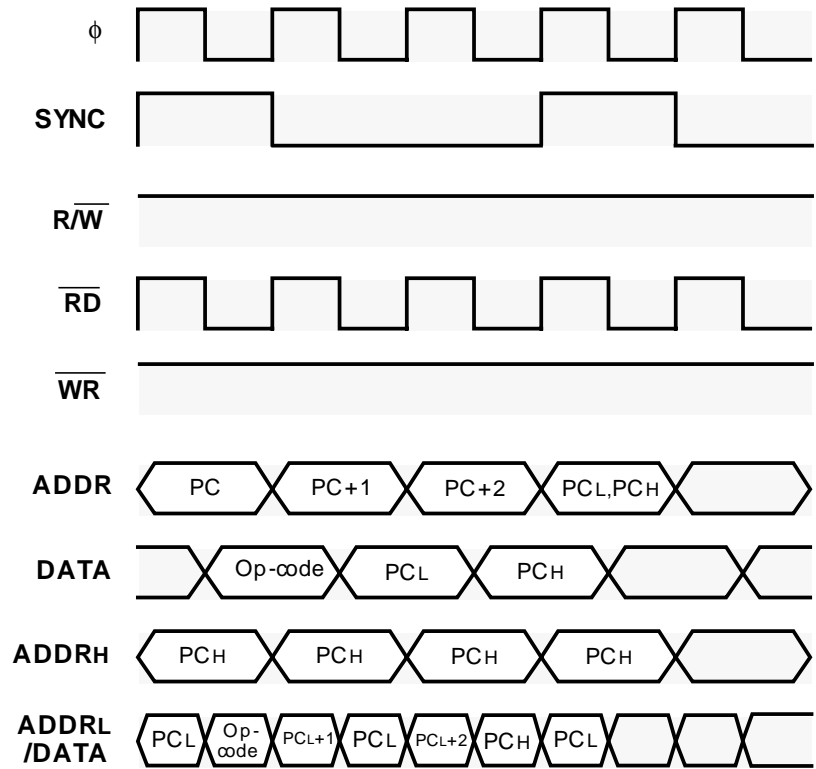 ϕ
SYNC
R/W
RD
WR
ADDR PC PC+1 PC+2 PCL,PCH
DATA Op-code PCL PCH
ADDRH PCH PCH PCH PCH
ADDRL
/DATA PCL Op-
code PCL+1 PCL PCL+2 PCH PCL